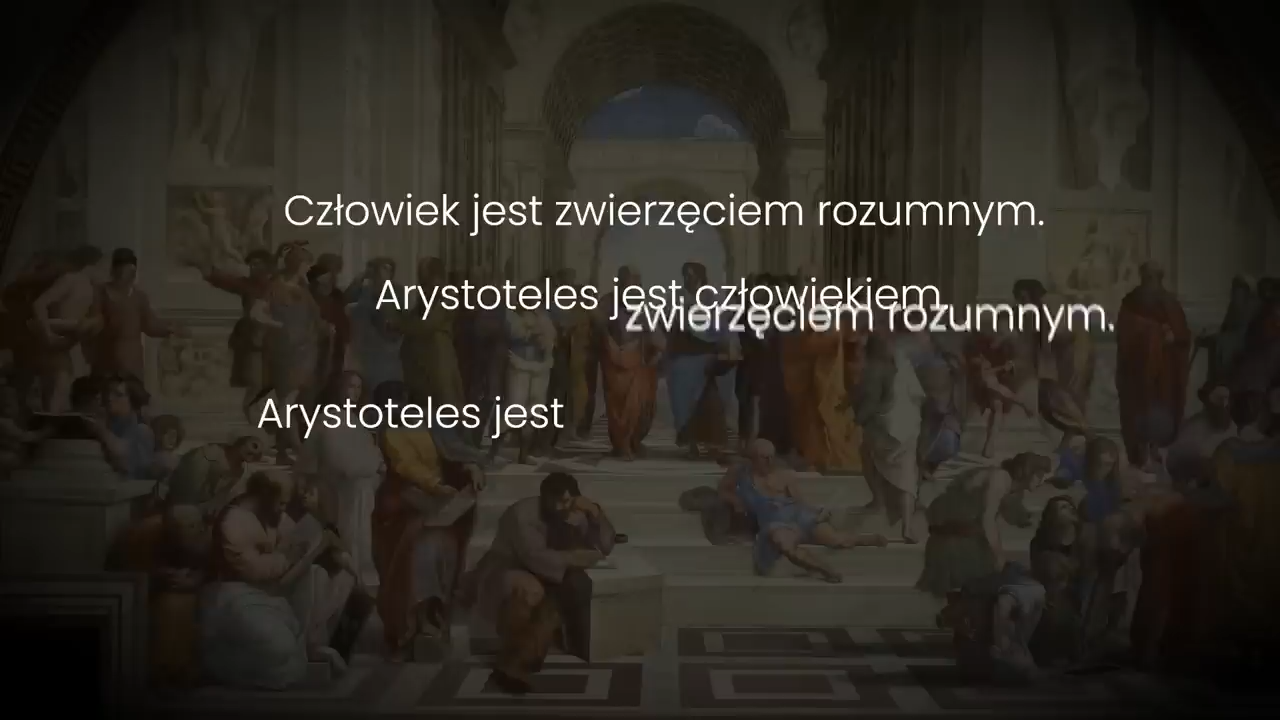 Człowiek jest zwierzęciem rozumnym.
Arystoteles jest człowiekiem.
zwierzęciem rozumnym.
Arystoteles jest